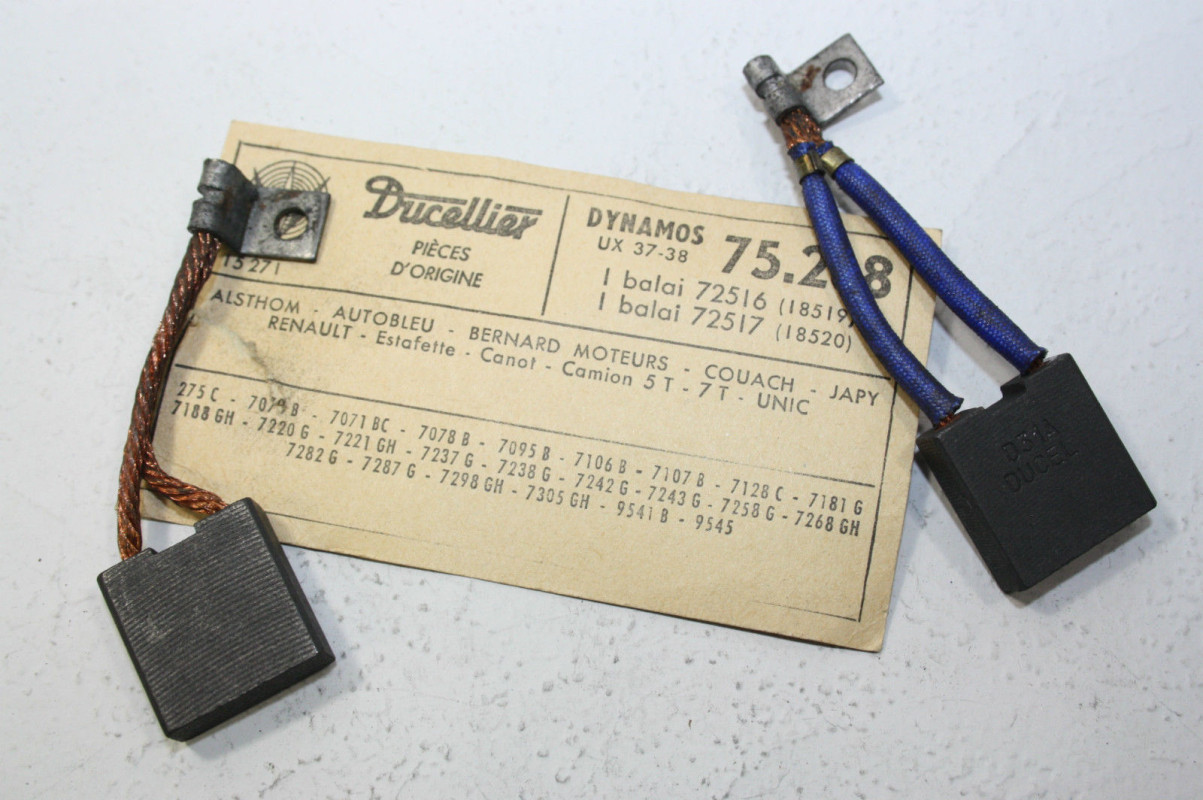 Ducellier
PIÈCES
D'ORIGINE
15 271
DYNAMOS
UX 37-38
1 balai 72516 (18519)
1 balai 72517 (18520)
ALSTHOM - AUTOBLEU - BERNARD MOTEURS - COUACH - JAPY
RENAULT - Estafette - Canot - Camion 5 T - 7 T - UNIC
275 C - 7071 BC - 7078 B - 7095 B - 7106 B - 7107 B - 7128 C - 7181 G
7188 GH - 7220 G - 7221 GH - 7237 G - 7238 G - 7242 G - 7243 G - 7258 G - 7268 GH
7282 G - 7287 G - 7298 GH - 7305 GH - 9541 B - 9545
DUCEL